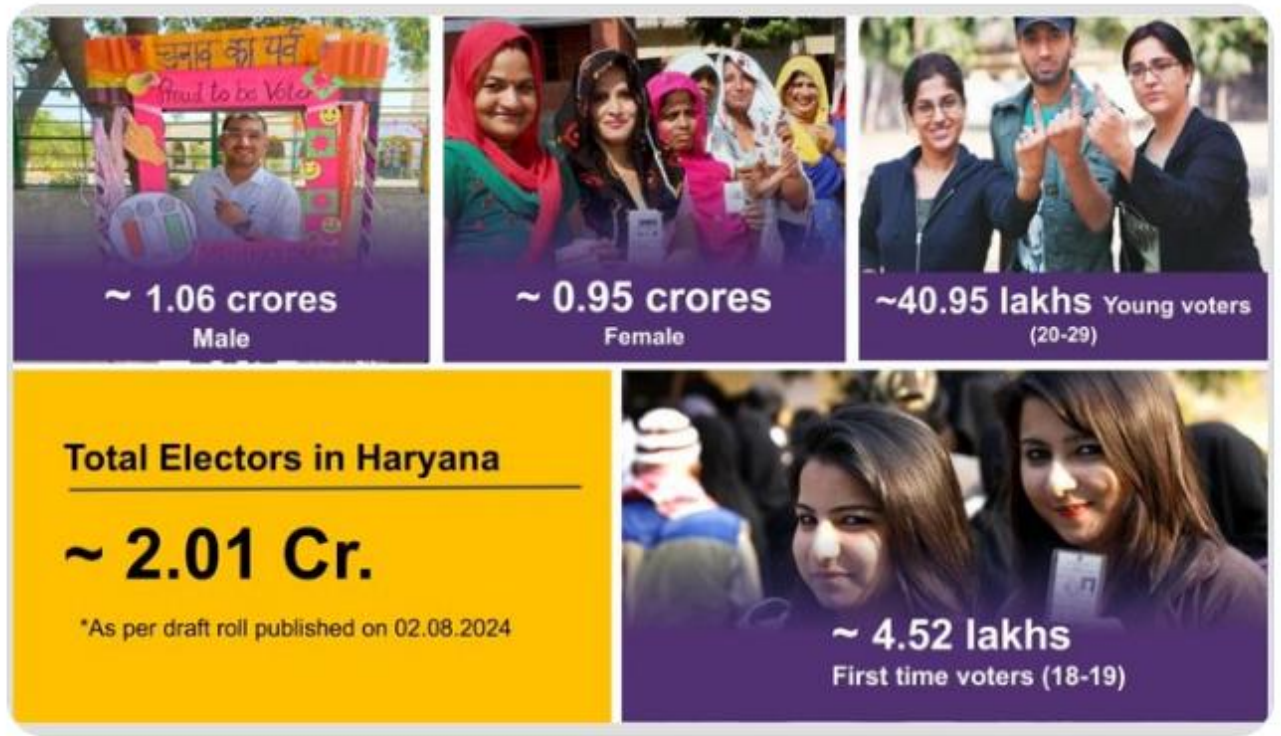 चुनाव का पर्व
Proud to be Voter
~ 1.06 crores
Male
~ 0.95 crores
Female
~40.95 lakhs Young voters
(20-29)
Total Electors in Haryana
~ 2.01 Cr.
*As per draft roll published on 02.08.2024
~ 4.52 lakhs
First time voters (18-19)